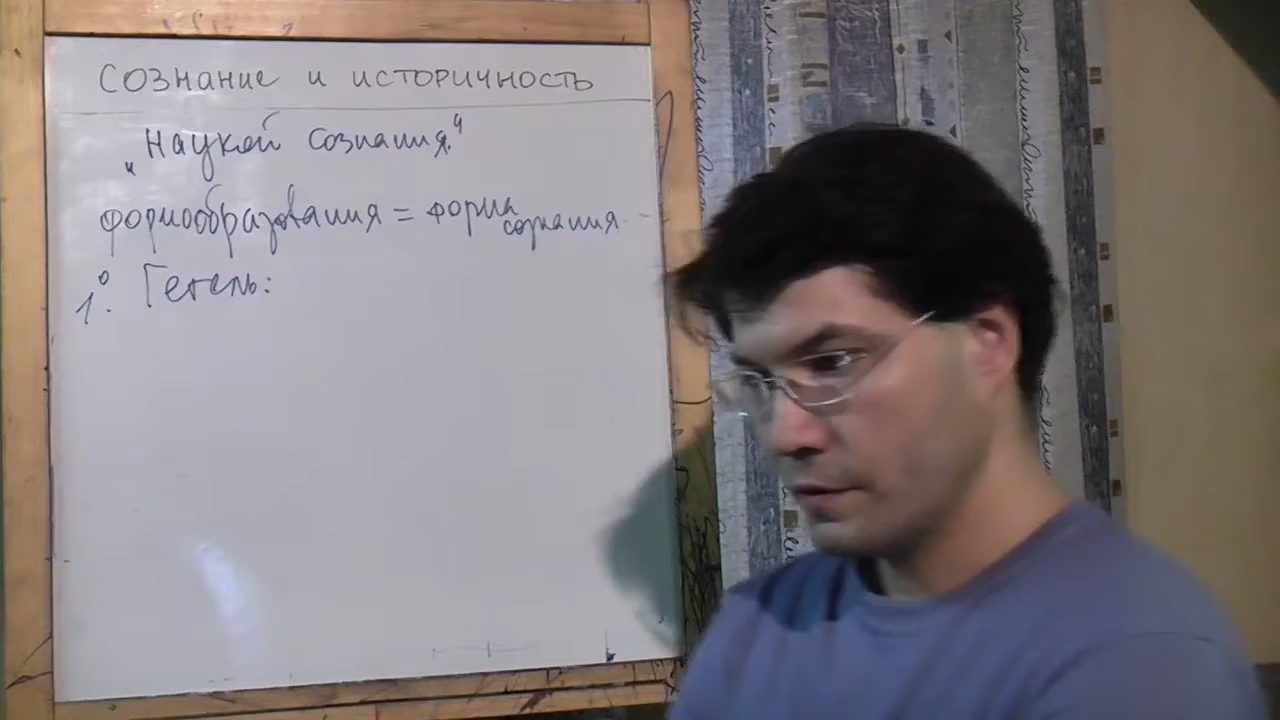 СОЗНАНИЕ И ИСТОРИЧНОСТЬ
„Наукой сознания."
формообразования = форма сознания
1.° Гегель: